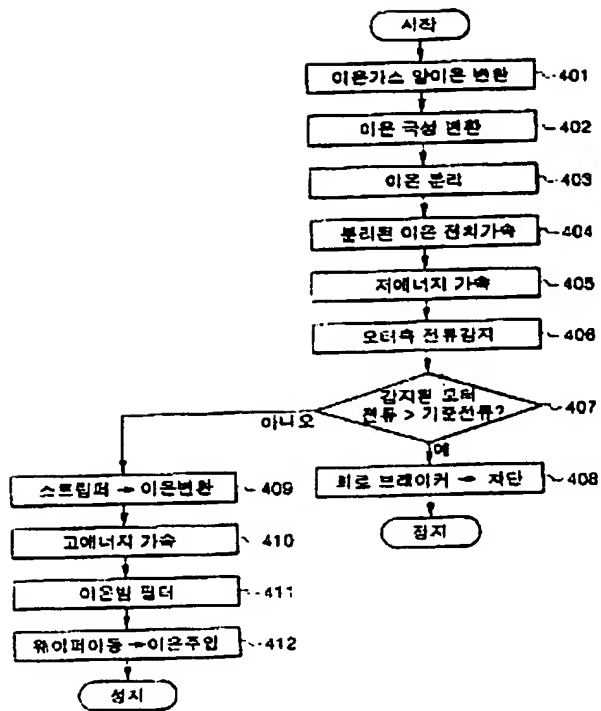 시작
이온가스 양이온 변환 401
이온 극성 변환 402
이온 분리 403
분리된 이온 전치가속 404
저에너지 가속 405
모터측 전류감지 406
감지된 모터
전류 > 기준전류? 407
아니오
예
스트립퍼 → 이온변환 409
회로 브레이커 → 차단 408
고에너지 가속 410
정지
이온빔 필터 411
웨이퍼이동 → 이온주입 412
정지